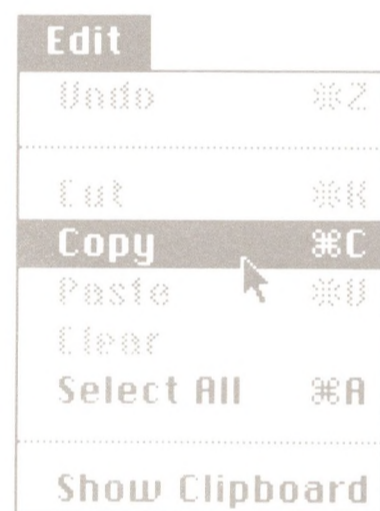 Edit
Undo ⌘Z
Cut ⌘X
Copy ⌘C
Paste ⌘V
Clear
Select All ⌘A
Show Clipboard